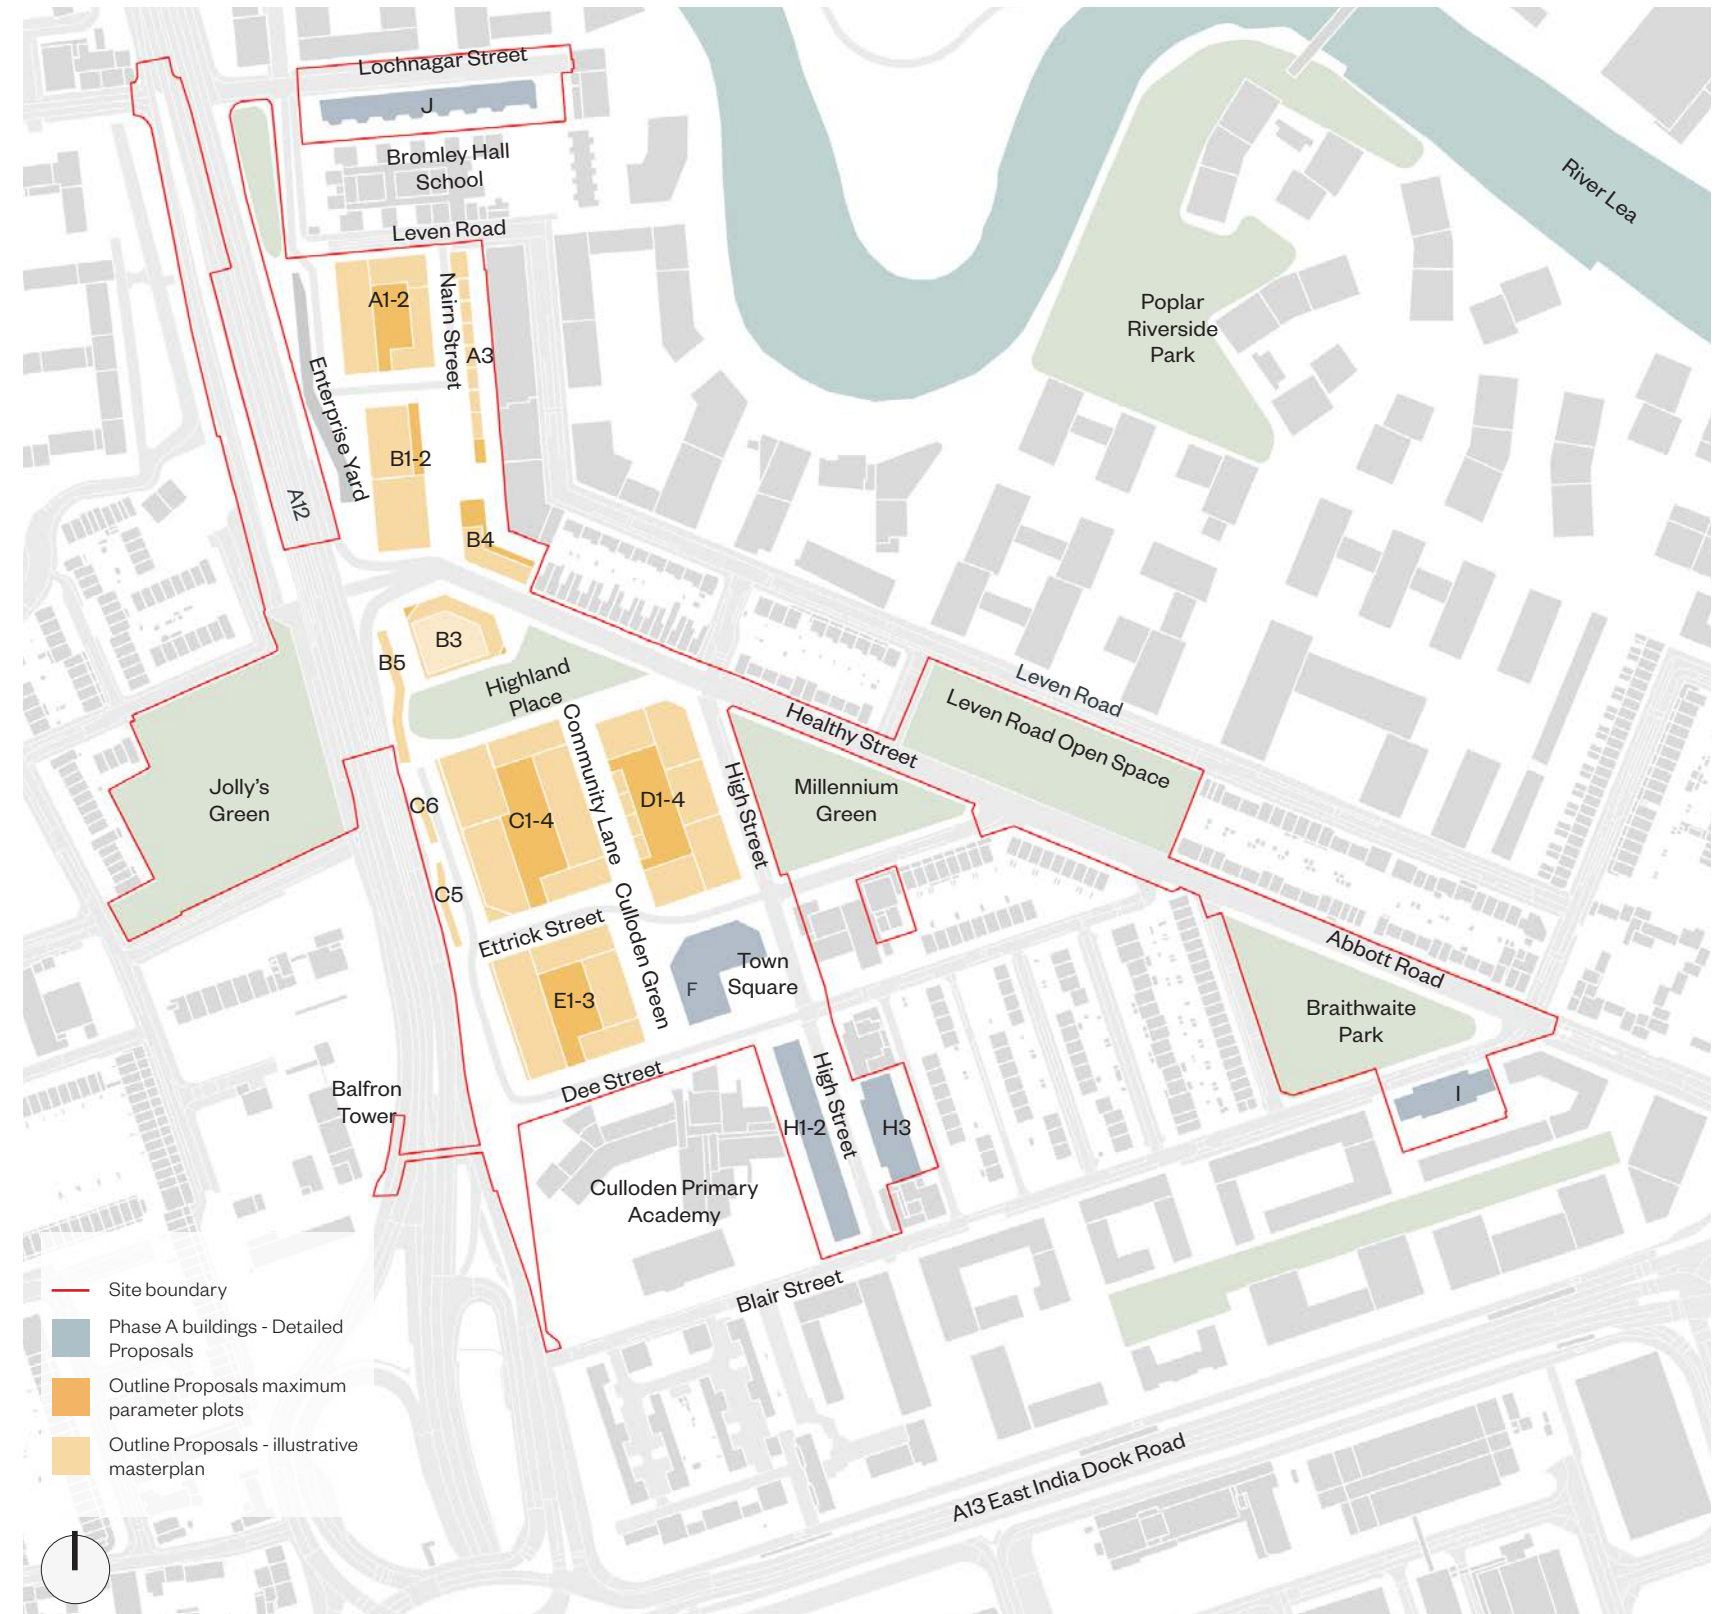 Lochnagar Street
J
Bromley Hall
School
Leven Road
River Lea
A1-2
Nairn Street
A3
Poplar
Riverside
Park
Enterprise Yard
B1-2
A12
B4
B3
B5
Highland
Place
Leven Road
Leven Road Open Space
Healthy Street
Community Lane
High Street
Jolly's
Green
C6
C1-4
D1-4
Millennium
Green
C5
Ettrick Street
Culloden Green
Abbott Road
Town
Square
F
E1-3
Braithwaite
Park
Dee Street
Balfron
Tower
High Street
H1-2
H3
I
Culloden Primary
Academy
Blair Street
Site boundary
Phase A buildings - Detailed
Proposals
Outline Proposals maximum
parameter plots
Outline Proposals - illustrative
masterplan
A13 East India Dock Road